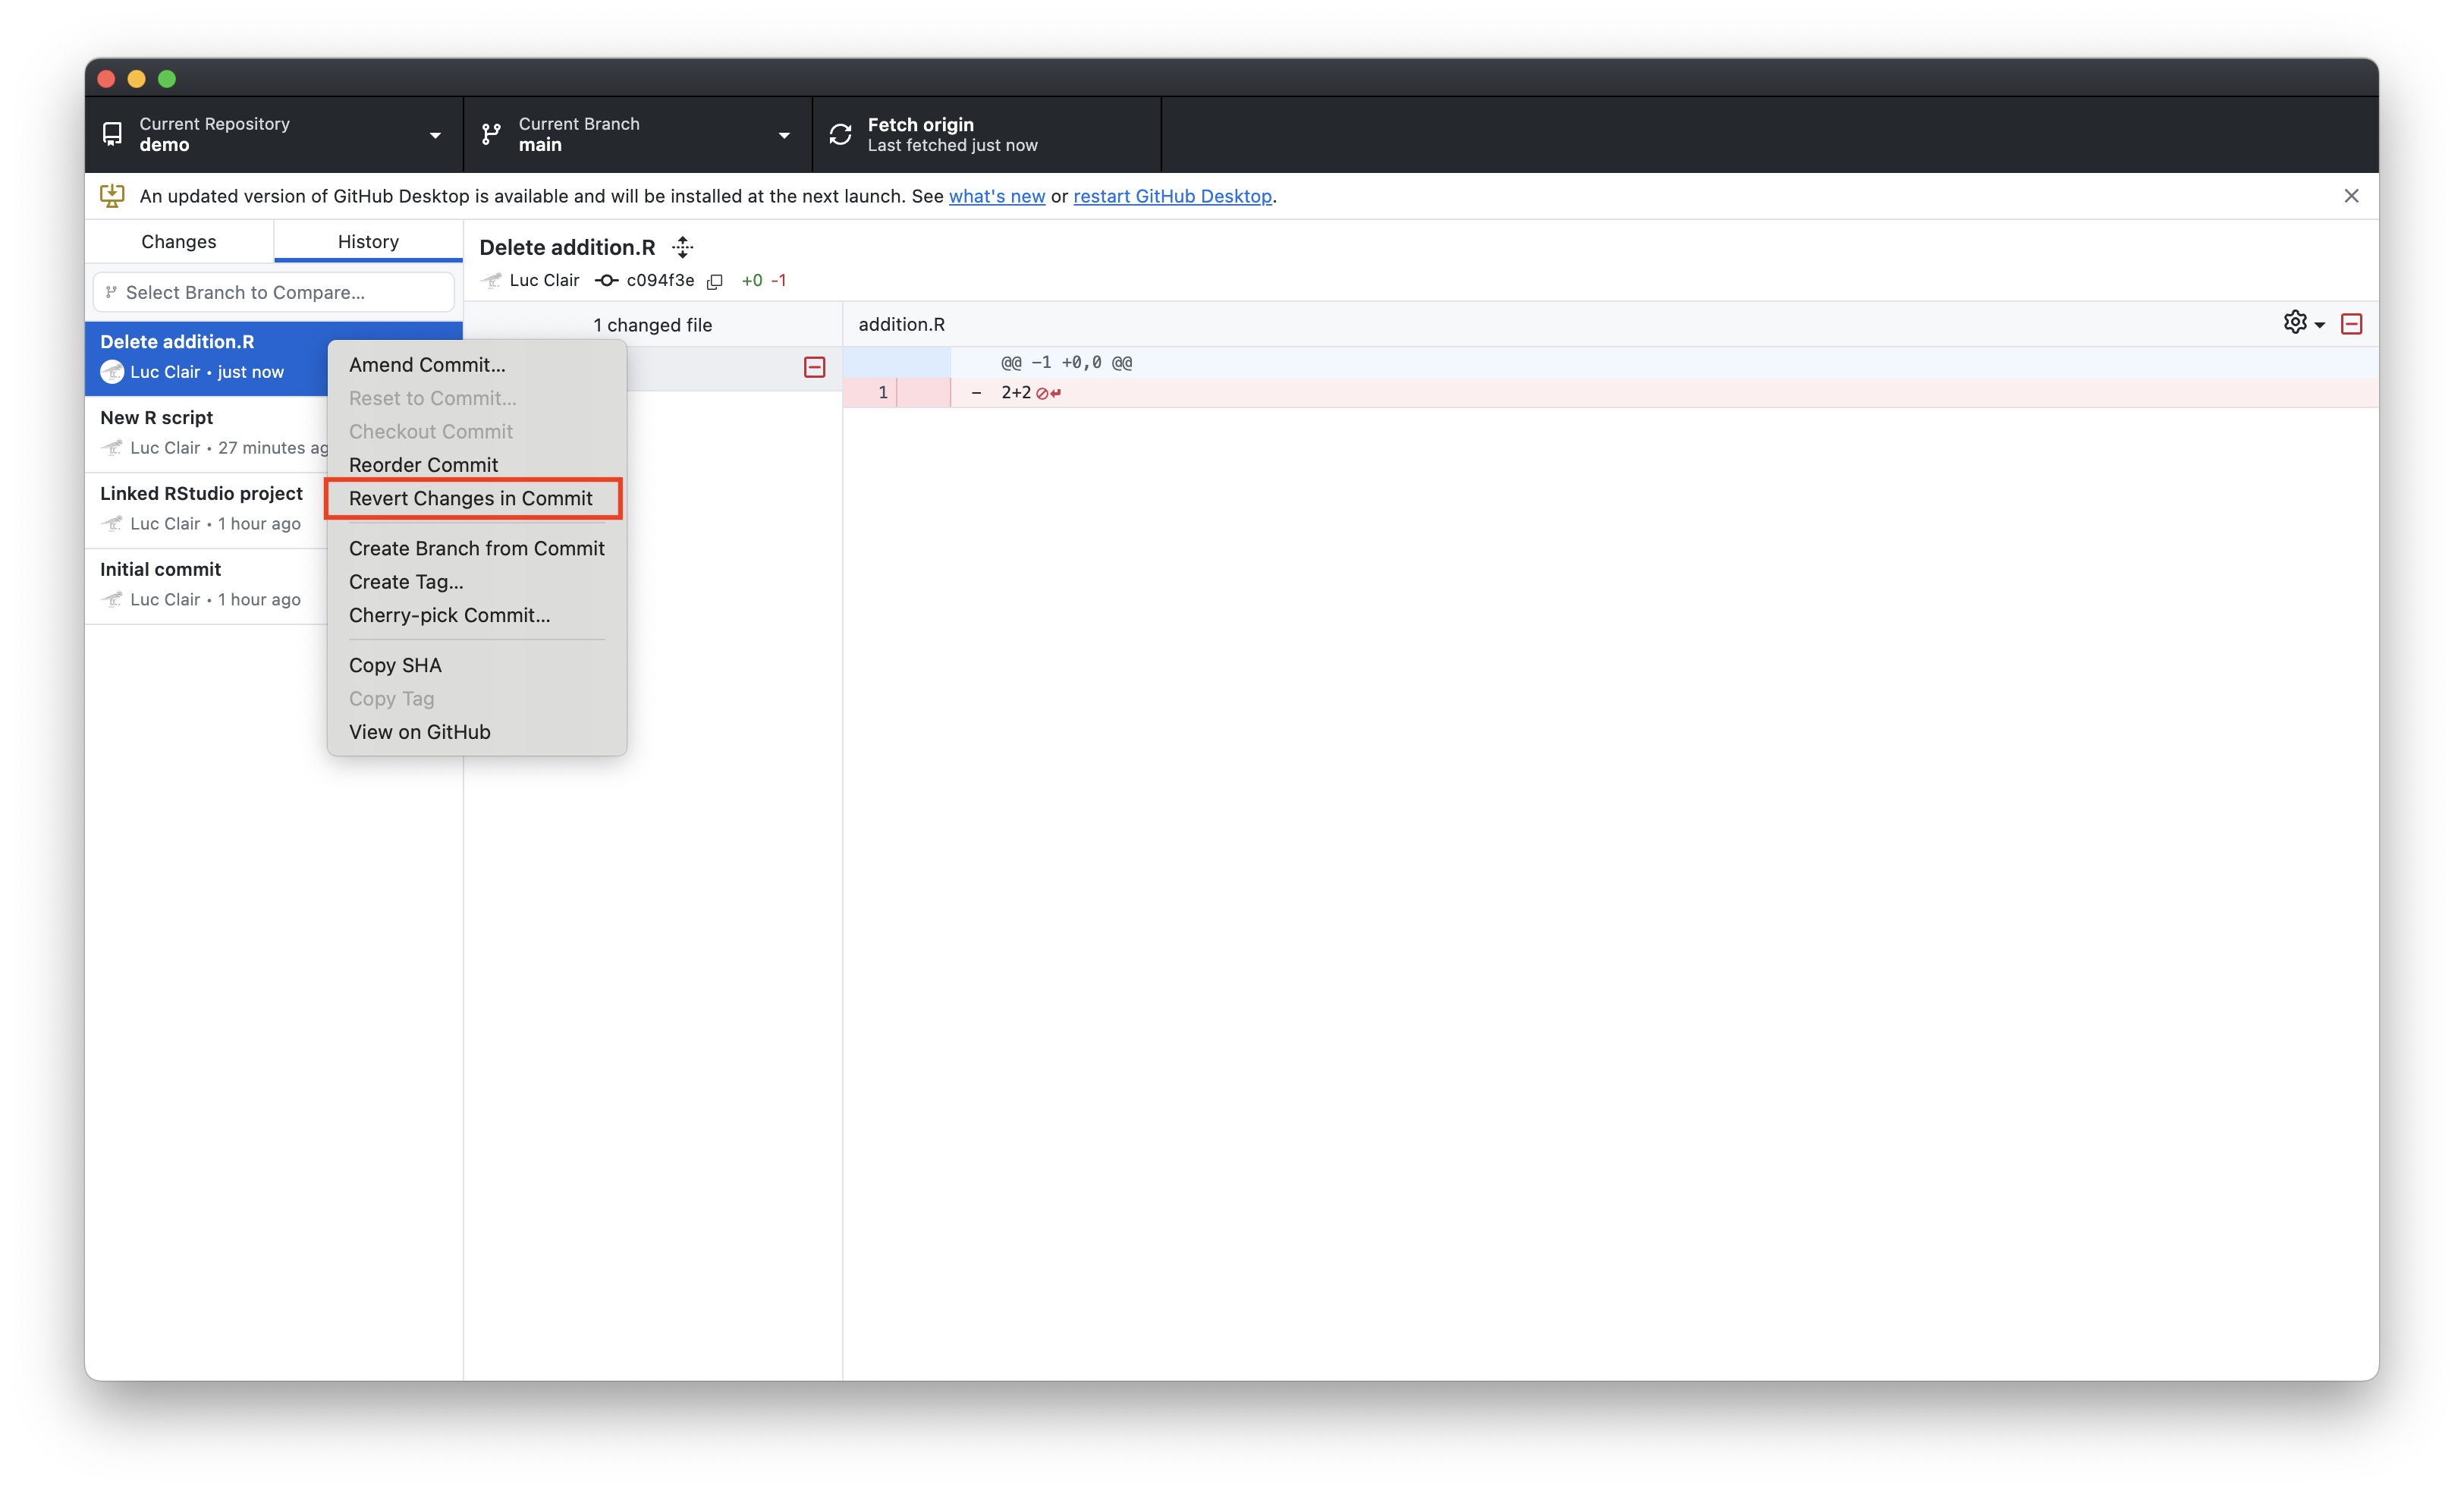 Current Repository
demo
Current Branch
main
Fetch origin
Last fetched just now
An updated version of GitHub Desktop is available and will be installed at the next launch. See what's new or restart GitHub Desktop.
Changes
History
Select Branch to Compare...
Delete addition.R
Luc Clair • just now
New R script
Luc Clair • 27 minutes ag
Linked RStudio project
Luc Clair • 1 hour ago
Initial commit
Luc Clair • 1 hour ago
Amend Commit...
Reset to Commit...
Checkout Commit
Reorder Commit
Revert Changes in Commit
Create Branch from Commit
Create Tag...
Cherry-pick Commit...
Copy SHA
Copy Tag
View on GitHub
Delete addition.R
Luc Clair c094f3e +0 -1
1 changed file
addition.R
@@ -1 +0,0 @@
1 - 2+2